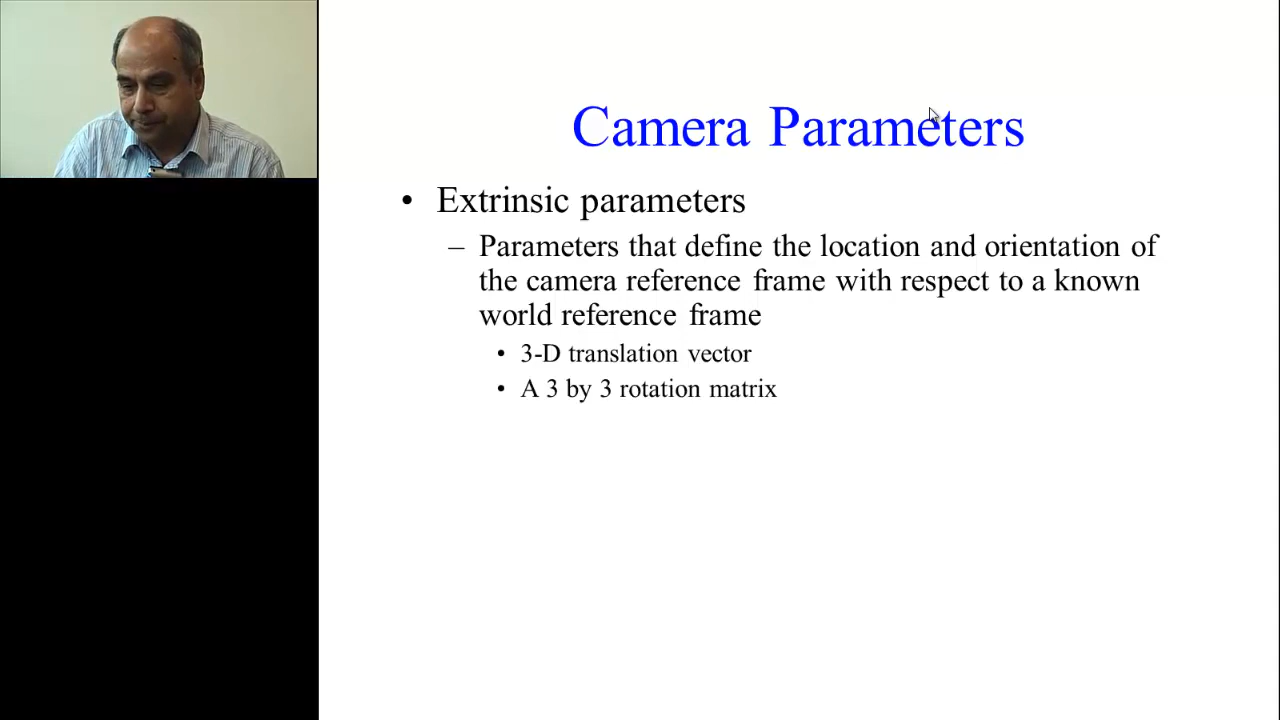 Camera Parameters
• Extrinsic parameters
– Parameters that define the location and orientation of
the camera reference frame with respect to a known
world reference frame
• 3-D translation vector
• A 3 by 3 rotation matrix